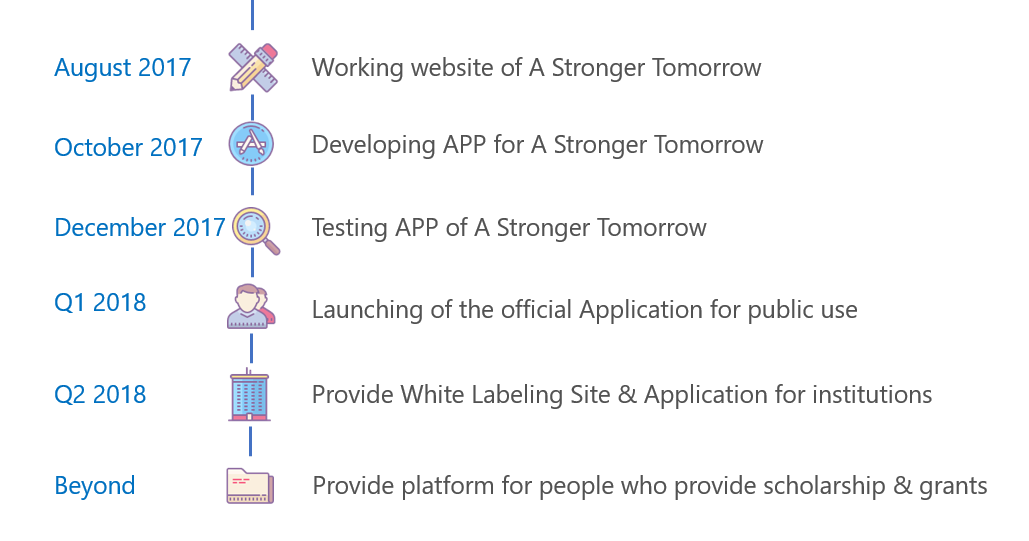 August 2017 Working website of A Stronger Tomorrow
October 2017 Developing APP for A Stronger Tomorrow
December 2017 Testing APP of A Stronger Tomorrow
Q1 2018 Launching of the official Application for public use
Q2 2018 Provide White Labeling Site & Application for institutions
Beyond Provide platform for people who provide scholarship & grants